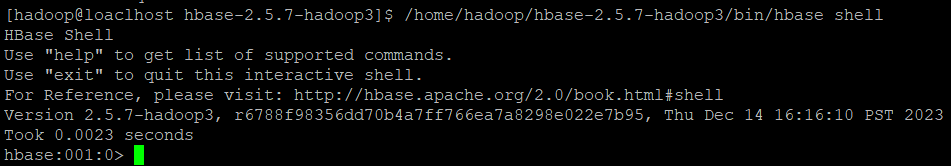 [hadoop@loaclhost hbase-2.5.7-hadoop3]$ /home/hadoop/hbase-2.5.7-hadoop3/bin/hbase shell
HBase Shell
Use "help" to get list of supported commands.
Use "exit" to quit this interactive shell.
For Reference, please visit: http://hbase.apache.org/2.0/book.html#shell
Version 2.5.7-hadoop3, r6788f98356dd70b4a7ff766ea7a8298e022e7b95, Thu Dec 14 16:16:10 PST 2023
Took 0.0023 seconds
hbase:001:0>